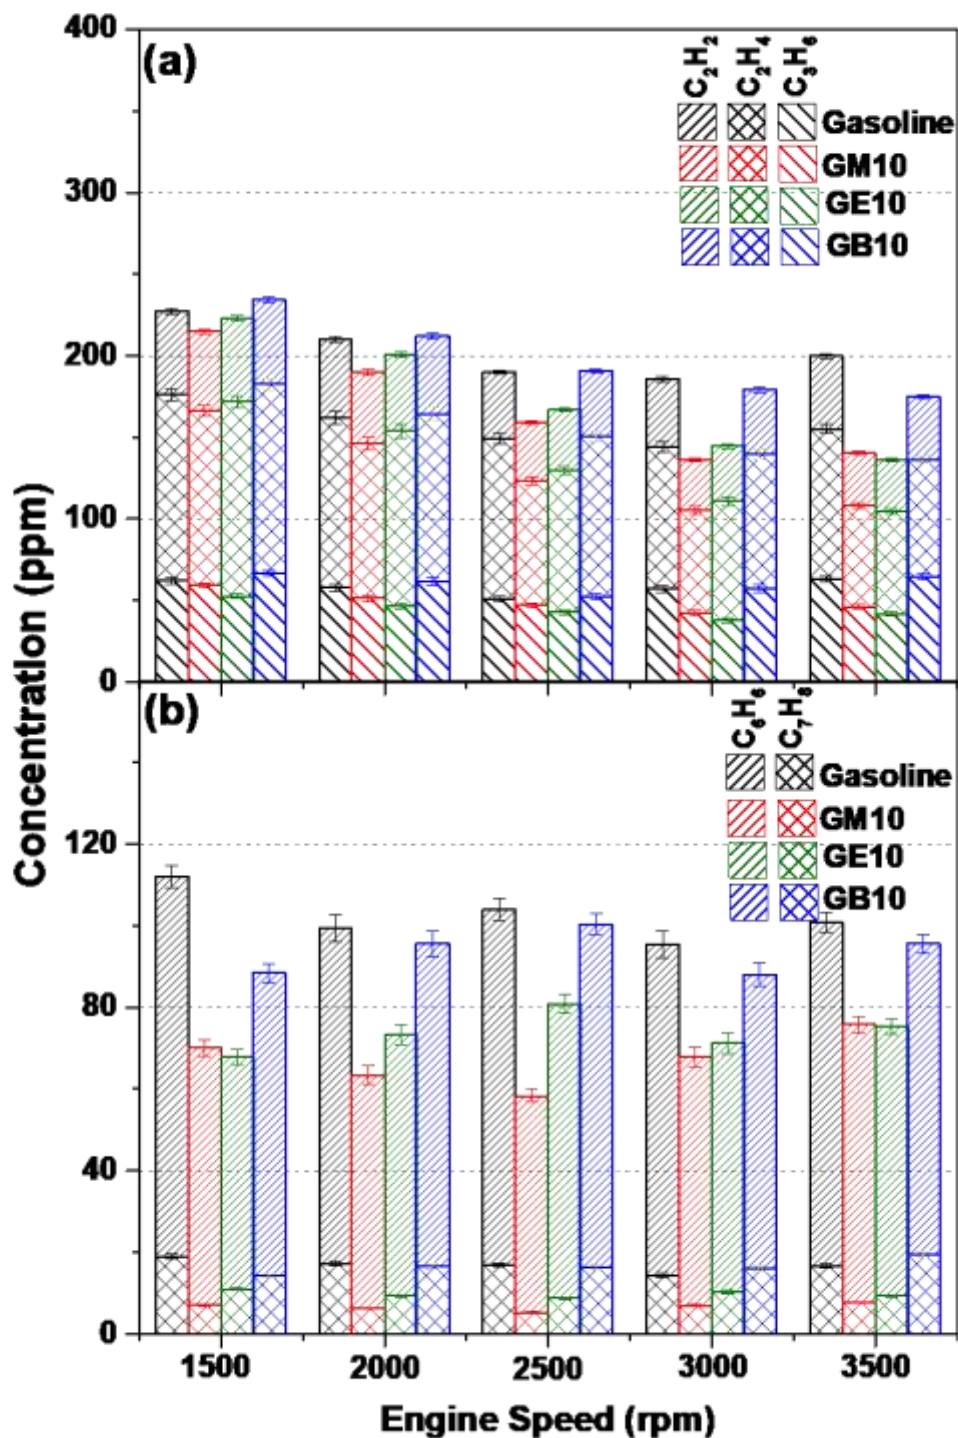 400
(a)
C₂H₂ C₂H₄ C₃H₆
Gasoline
GM10
GE10
GB10
300
200
100
0
(b)
C₆H₆ C₇H₈
Gasoline
GM10
GE10
GB10
120
80
40
0
Concentration (ppm)
1500 2000 2500 3000 3500
Engine Speed (rpm)